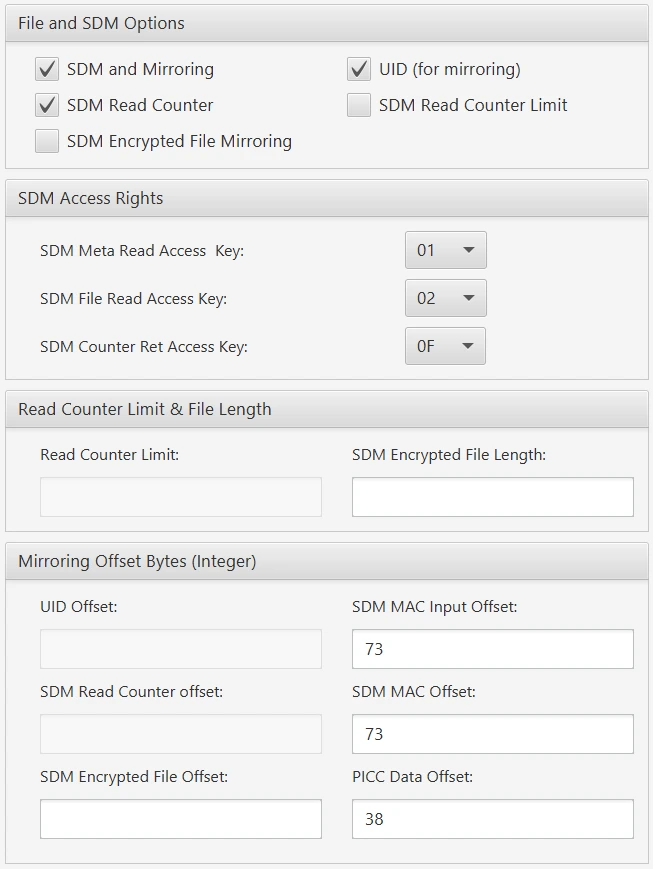 File and SDM Options
SDM and Mirroring
UID (for mirroring)
SDM Read Counter
SDM Read Counter Limit
SDM Encrypted File Mirroring
SDM Access Rights
SDM Meta Read Access  Key:
01
SDM File Read Access Key:
02
SDM Counter Ret Access Key:
0F
Read Counter Limit & File Length
Read Counter Limit:
SDM Encrypted File Length:
Mirroring Offset Bytes (Integer)
UID Offset:
SDM MAC Input Offset:
73
SDM Read Counter offset:
SDM MAC Offset:
73
SDM Encrypted File Offset:
PICC Data Offset:
38